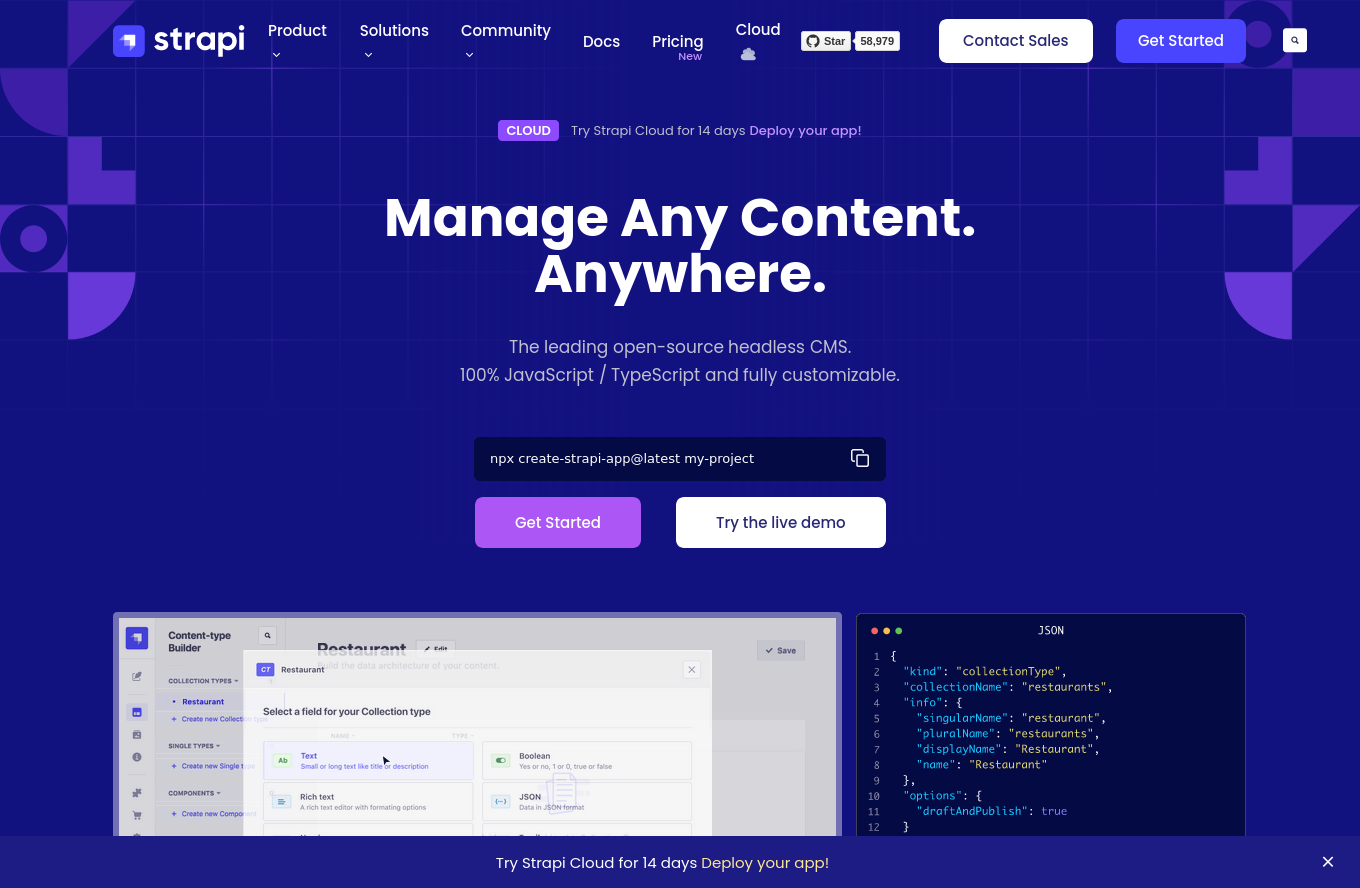 strapi
Product
Solutions
Community
Docs
Pricing
New
Cloud
Star
58,979
Contact Sales
Get Started
CLOUD Try Strapi Cloud for 14 days Deploy your app!
Manage Any Content.
Anywhere.
The leading open-source headless CMS.
100% JavaScript / TypeScript and fully customizable.
npx create-strapi-app@latest my-project
Get Started
Try the live demo
Content-type
Builder
COLLECTION TYPES
Restaurant
+ Create new Collection type
SINGLE TYPES
+ Create new Single type
COMPONENTS
+ Create new Component
Restaurant
Edit
Build the data architecture of your content.
Save
CT Restaurant
Select a field for your Collection type
NAME
TYPE
Ab
Text
Small or long text like title or description
Boolean
Yes or no, 1 or 0, true or false
Rich text
A rich text editor with formating options
JSON
Data in JSON format
JSON
1 {
2 "kind": "collectionType",
3 "collectionName": "restaurants",
4 "info": {
5 "singularName": "restaurant",
6 "pluralName": "restaurants",
7 "displayName": "Restaurant",
8 "name": "Restaurant"
9 },
10 "options": {
11 "draftAndPublish": true
12 }
Try Strapi Cloud for 14 days Deploy your app!